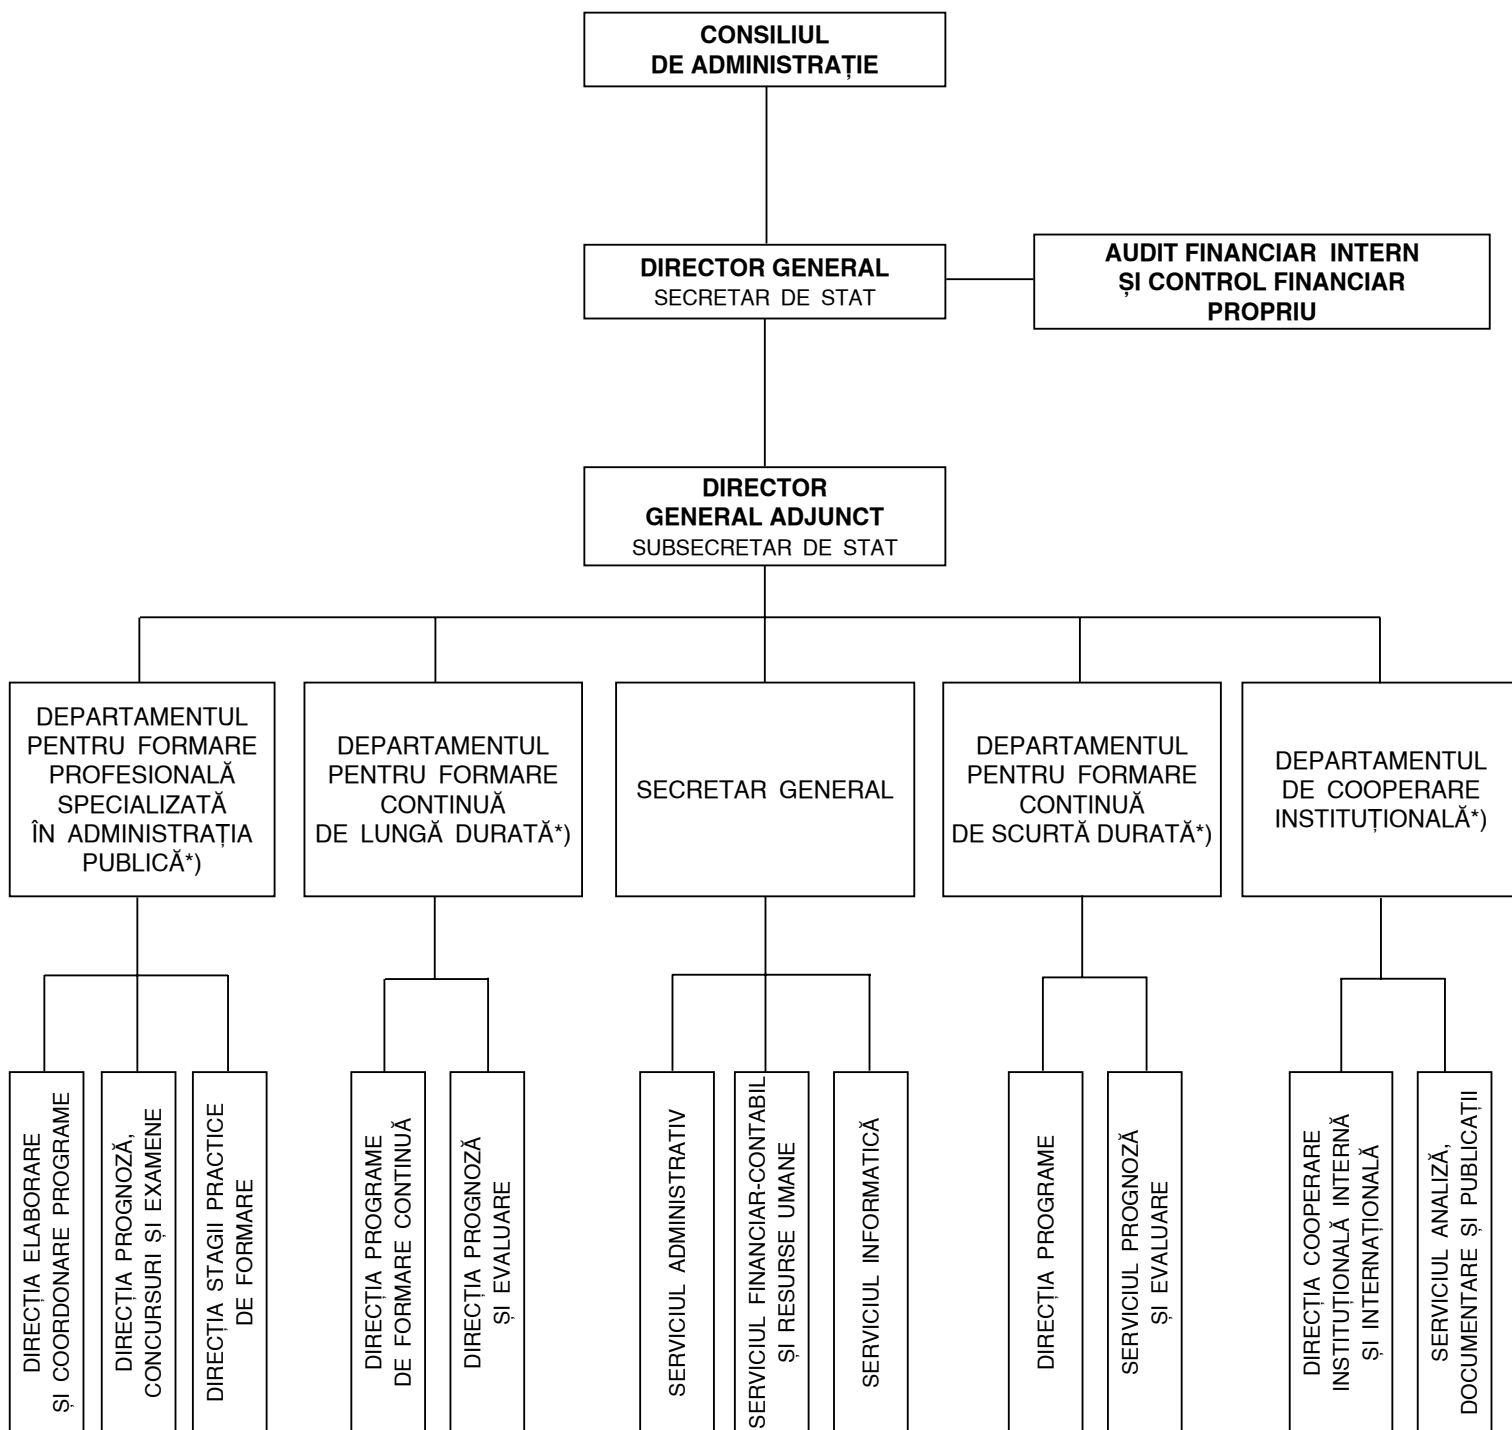 CONSILIUL
DE ADMINISTRAȚIE
DIRECTOR GENERAL
SECRETAR DE STAT
AUDIT FINANCIAR INTERN
ȘI CONTROL FINANCIAR
PROPRIU
DIRECTOR
GENERAL ADJUNCT
SUBSECRETAR DE STAT
DEPARTAMENTUL
PENTRU FORMARE
PROFESIONALĂ
SPECIALIZATĂ
ÎN ADMINISTRAȚIA
PUBLICĂ*)
DEPARTAMENTUL
PENTRU FORMARE
CONTINUĂ
DE LUNGĂ DURATĂ*)
SECRETAR GENERAL
DEPARTAMENTUL
PENTRU FORMARE
CONTINUĂ
DE SCURTĂ DURATĂ*)
DEPARTAMENTUL
DE COOPERARE
INSTITUȚIONALĂ*)
DIRECȚIA ELABORARE
ȘI COORDONARE PROGRAME
DIRECȚIA PROGNOZĂ,
CONCURSURI ȘI EXAMENE
DIRECȚIA STAGII PRACTICE
DE FORMARE
DIRECȚIA PROGRAME
DE FORMARE CONTINUĂ
DIRECȚIA PROGNOZĂ
ȘI EVALUARE
SERVICIUL ADMINISTRATIV
SERVICIUL FINANCIAR-CONTABIL
ȘI RESURSE UMANE
SERVICIUL INFORMATICĂ
DIRECȚIA PROGRAME
SERVICIUL PROGNOZĂ
ȘI EVALUARE
DIRECȚIA COOPERARE
INSTITUȚIONALĂ INTERNĂ
ȘI INTERNAȚIONALĂ
SERVICIUL ANALIZĂ,
DOCUMENTARE ȘI PUBLICAȚII